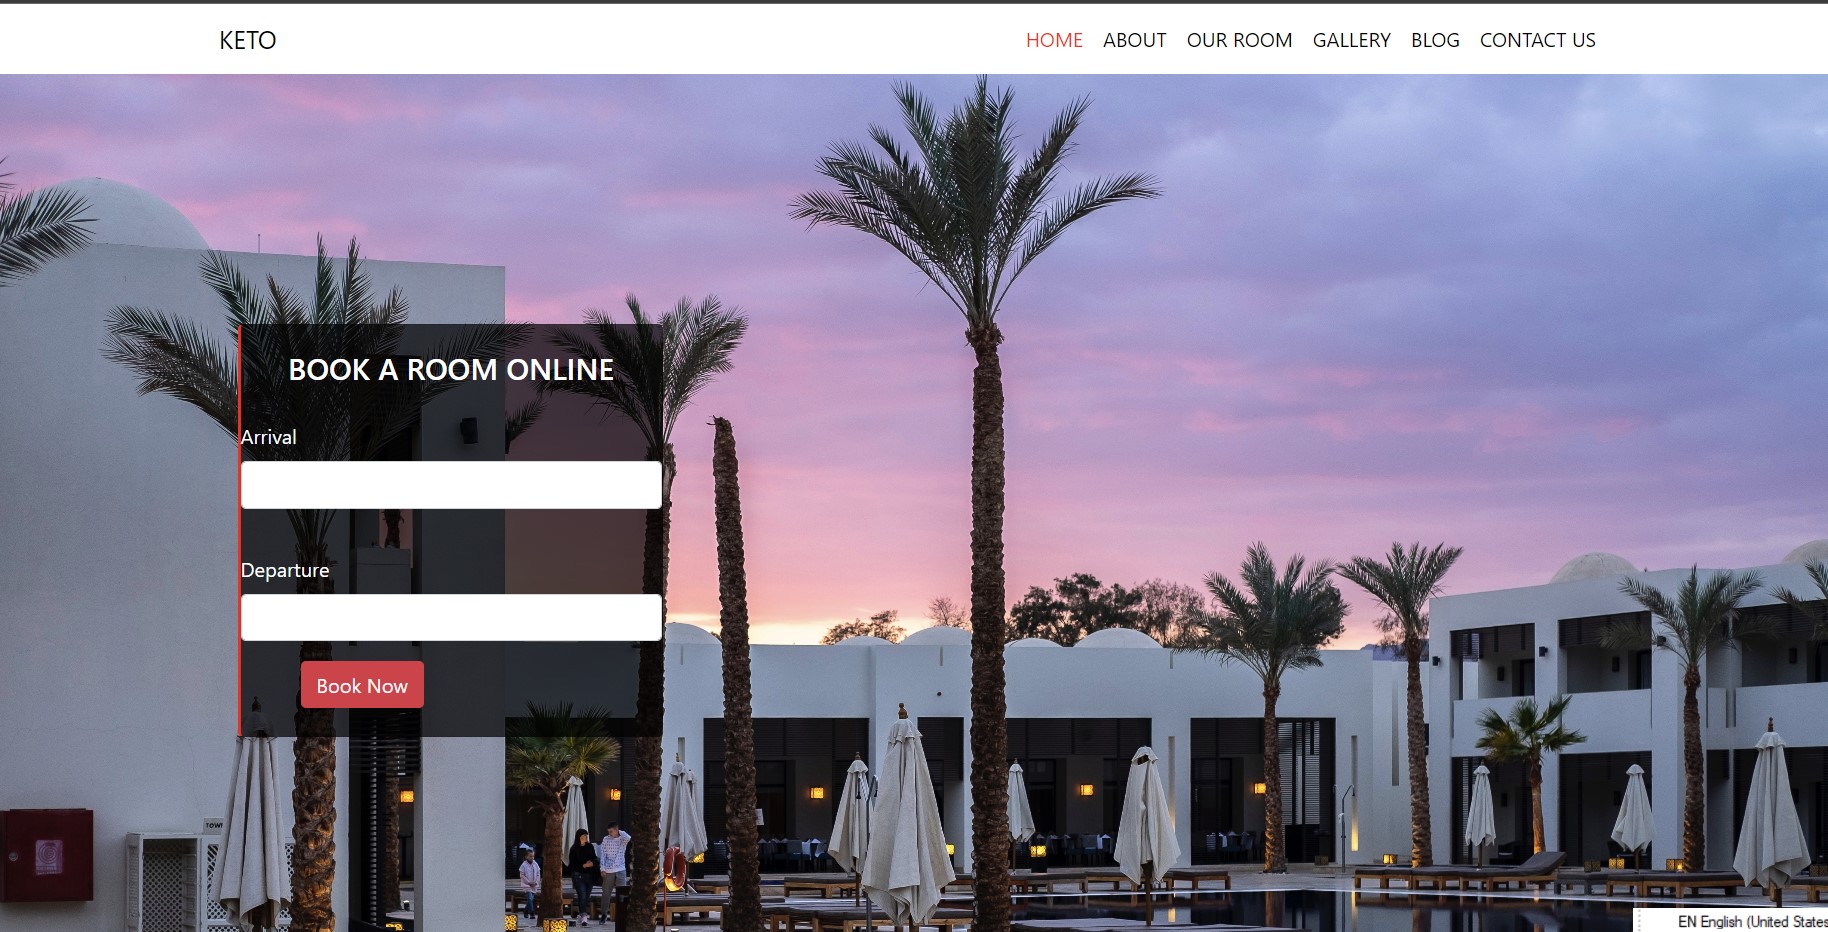 KETO
HOME ABOUT OUR ROOM GALLERY BLOG CONTACT US
BOOK A ROOM ONLINE
Arrival
Departure
Book Now
EN English (United States